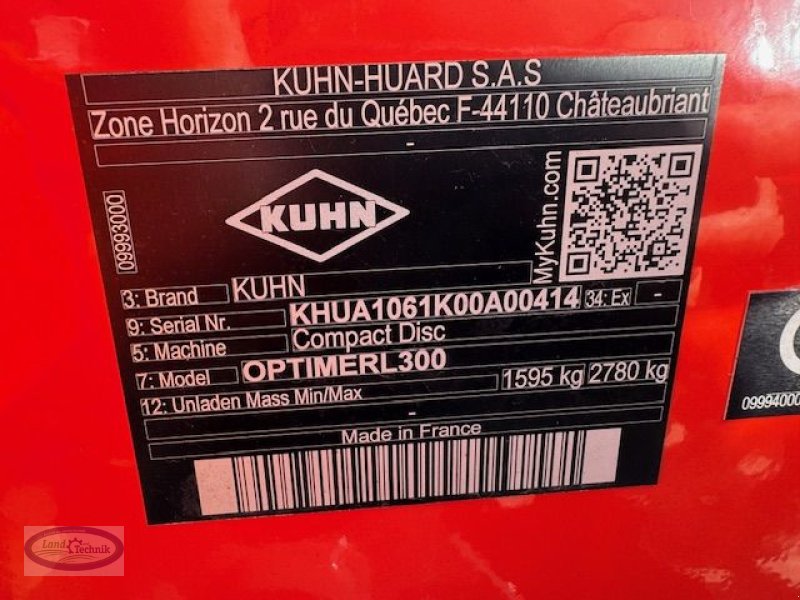 KUHN-HUARD S.A.S
Zone Horizon 2 rue du Québec F-44110 Châteaubriant
-
09993000
KUHN
MyKuhn.com
3: Brand KUHN
9: Serial Nr. KHUA1061K00A00414 34: Ex -
5: Machine Compact Disc
7: Model OPTIMERL300
12: Unladen Mass Min/Max 1595 kg 2780 kg
-
Made in France
09994000
Land
Technik